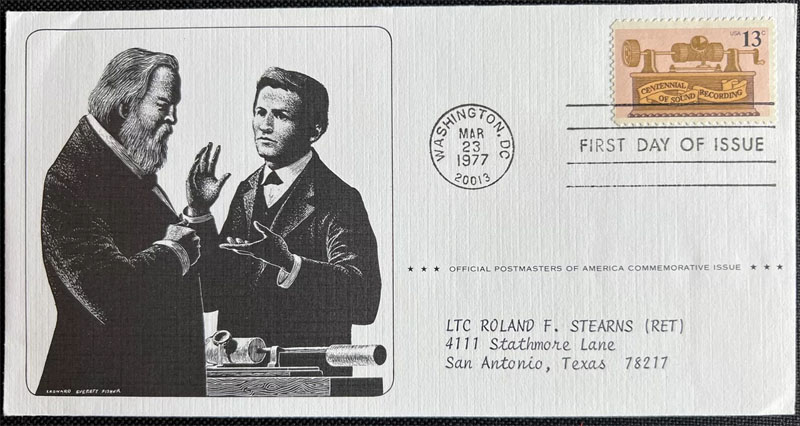 USA 13c
CENTENNIAL
OF SOUND RECORDING
WASHINGTON, DC
MAR
23
1977
20013
FIRST DAY OF ISSUE
★ ★ ★ OFFICIAL POSTMASTERS OF AMERICA COMMEMORATIVE ISSUE ★ ★ ★
LTC ROLAND F. STEARNS (RET)
4111 Stathmore Lane
San Antonio, Texas 78217
LEONARD EVERETT FISHER